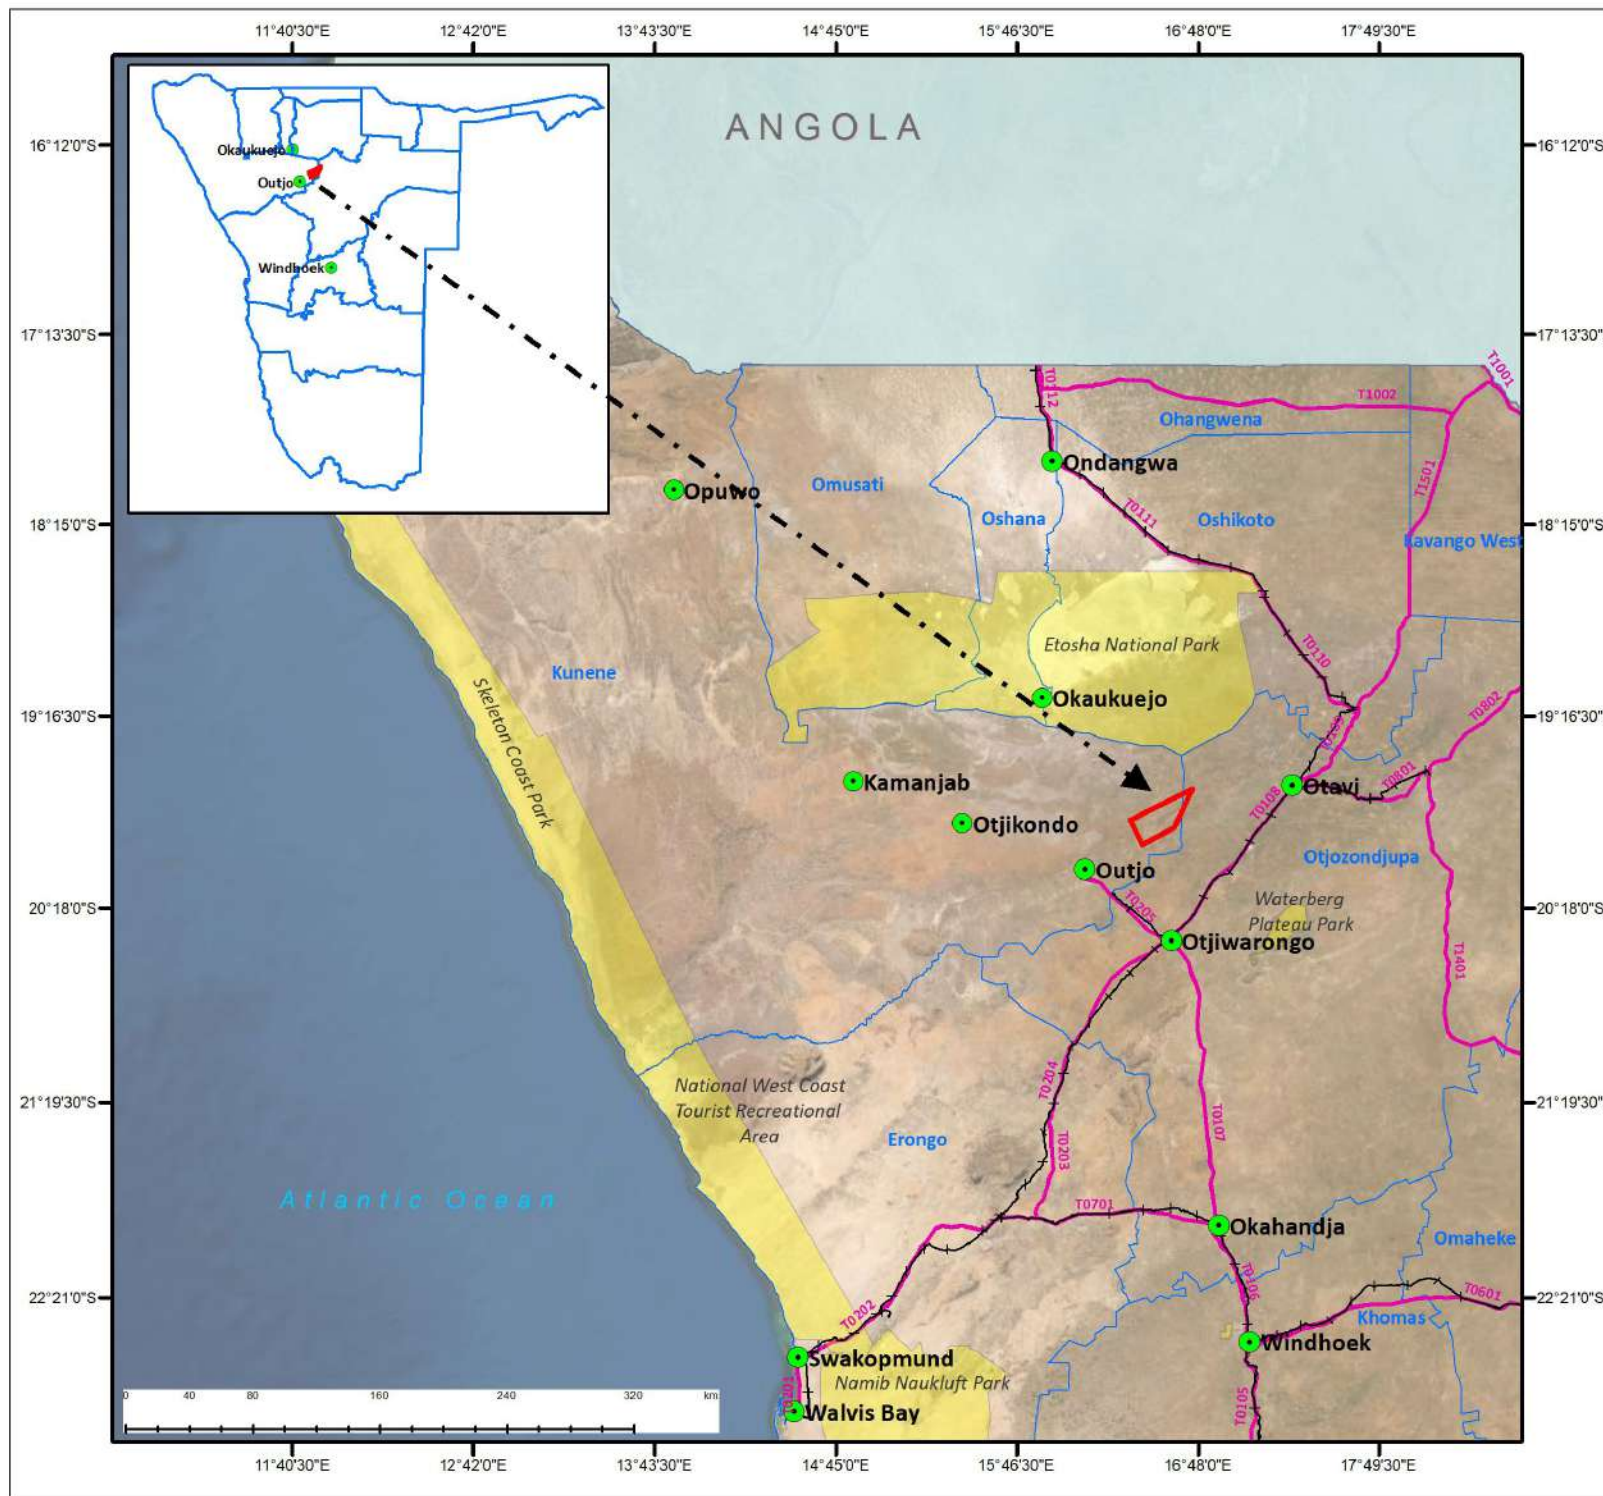 11°40'30"E
12°42'0"E
13°43'30"E
14°45'0"E
15°46'30"E
16°48'0"E
17°49'30"E
ANGOLA
16°12'0"S
16°12'0"S
Okaukuejo
Outjo
Windhoek
17°13'30"S
17°13'30"S
T0112
T1002
T1001
Ohangwena
Ondangwa
Opuwo
Omusati
T1501
Oshana
T0111
Oshikoto
18°15'0"S
18°15'0"S
Kavango West
Etosha National Park
T0110
Kunene
Skeleton Coast Park
Okaukuejo
T0802
19°16'30"S
19°16'30"S
Kamanjab
Otavi
T0801
T0108
Otjikondo
Otjozondjupa
Outjo
T0205
Waterberg
Plateau Park
20°18'0"S
20°18'0"S
Otjiwarongo
T1401
T0204
National West Coast
Tourist Recreational
Area
21°19'30"S
21°19'30"S
T0107
T0203
Erongo
Atlantic Ocean
T0701
Okahandja
Omaheke
T0106
T0601
22°21'0"S
22°21'0"S
T0202
Khomas
Windhoek
Swakopmund
Namib Naukluft Park
T0201
T0105
Walvis Bay
0 40 80 160 240 320 km
11°40'30"E
12°42'0"E
13°43'30"E
14°45'0"E
15°46'30"E
16°48'0"E
17°49'30"E